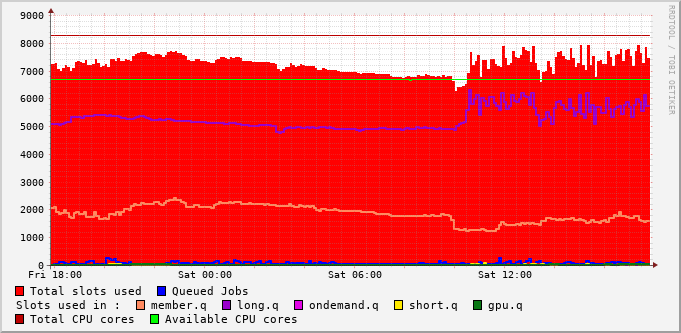 9000
8000
7000
6000
5000
4000
3000
2000
1000
0
Fri 18:00 Sat 00:00 Sat 06:00 Sat 12:00
Total slots used Queued Jobs
Slots used in : member.q long.q ondemand.q short.q gpu.q
Total CPU cores Available CPU cores
RRDTOOL / TOBI OETIKER